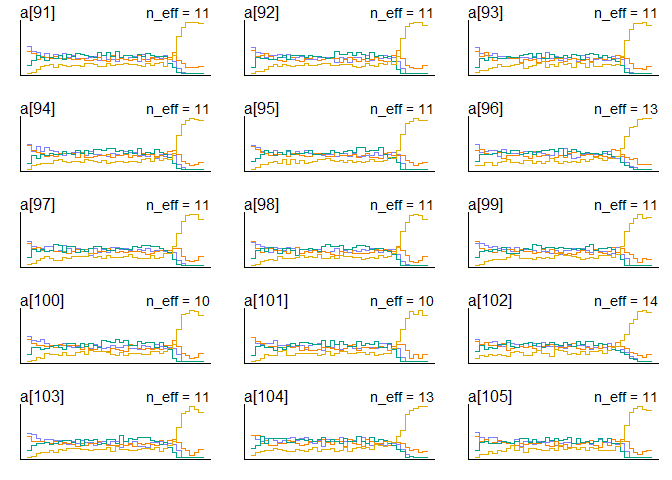 a[91] n_eff = 11 a[92] n_eff = 11 a[93] n_eff = 11
a[94] n_eff = 11 a[95] n_eff = 11 a[96] n_eff = 13
a[97] n_eff = 11 a[98] n_eff = 11 a[99] n_eff = 11
a[100] n_eff = 10 a[101] n_eff = 10 a[102] n_eff = 14
a[103] n_eff = 11 a[104] n_eff = 13 a[105] n_eff = 11